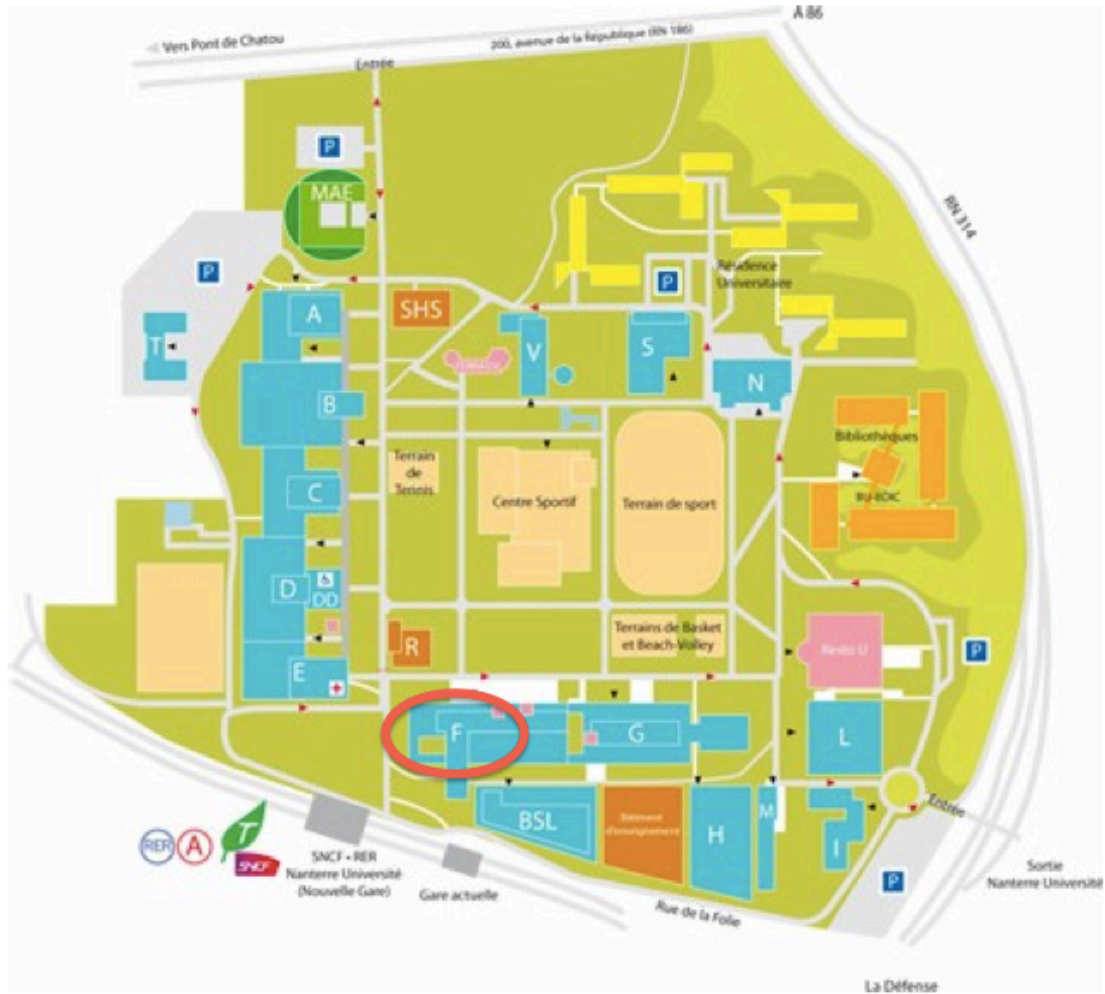 A 86
Vers Pont de Chatou
200, avenue de la République (RN 186)
Entrée
P
MAE
RN 314
P
P
Résidence
Universitaire
A
SHS
T
V
S
N
B
Bibliothèques
Terrain
de
Tennis
C
Centre Sportif
Terrain de sport
BU-BDIC
D
DD
R
Terrains de Basket
et Beach-Volley
Resto U
P
E
F
G
L
Entrée
BSL
Bâtiment
d'enseignement
H
M
I
RER
A
T
SNCF
SNCF • RER
Nanterre Université
(Nouvelle Gare)
Gare actuelle
P
Sortie
Nanterre Université
Rue de la Folie
La Défense